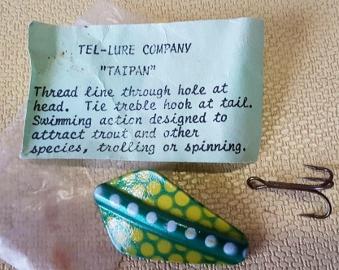 TEL-LURE COMPANY
"TAIPAN"
Thread line through hole at
head. Tie treble hook at tail.
Swimming action designed to
attract trout and other
species, trolling or spinning.